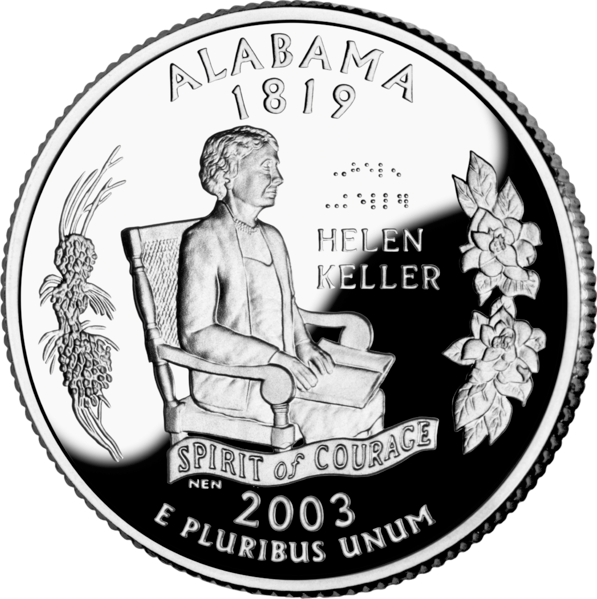 ALABAMA
1819
HELEN
KELLER
SPIRIT of COURAGE
NEN
2003
E PLURIBUS UNUM